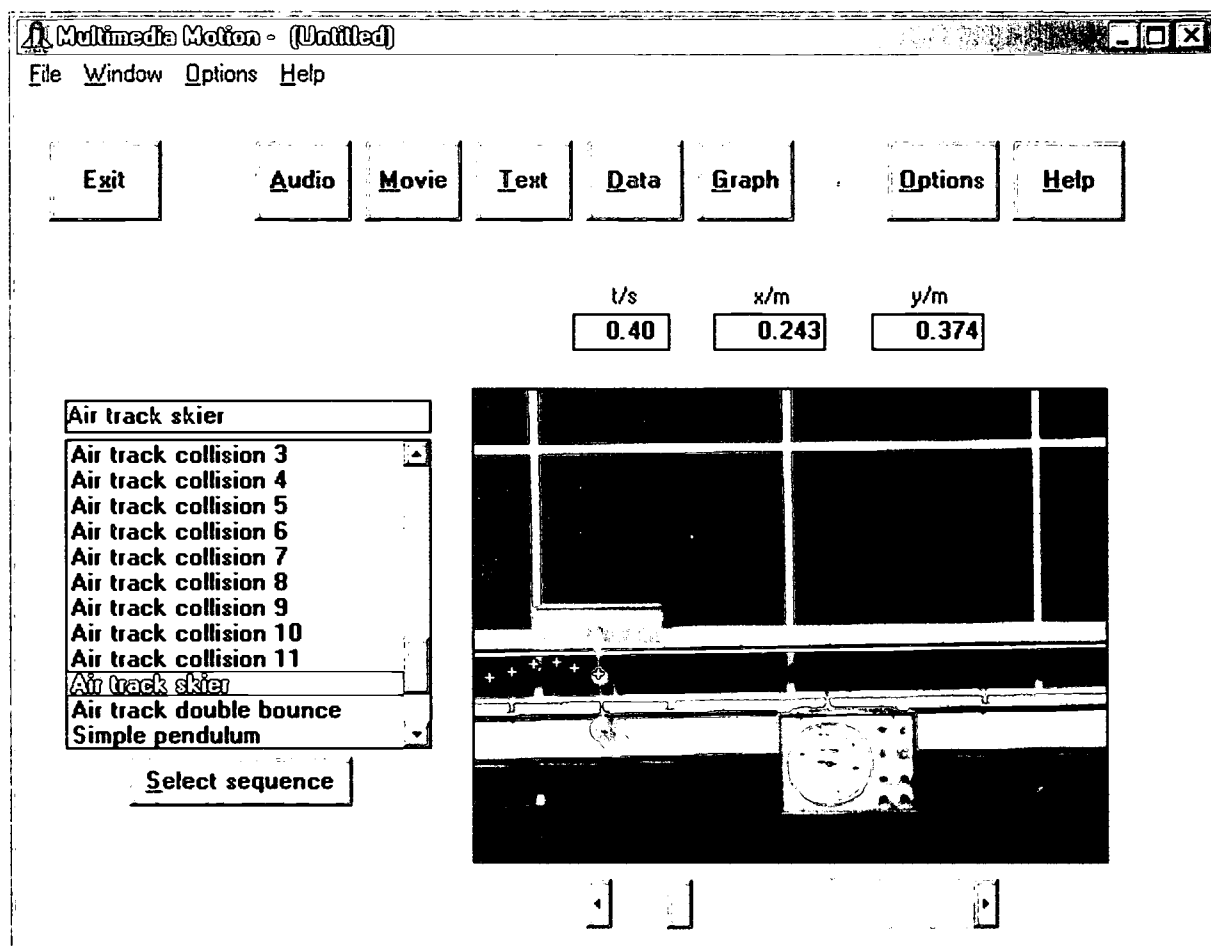 Multimedia Motion - (Untitled)
File Window Options Help
Exit Audio Movie Text Data Graph Options Help
t/s x/m y/m
0.40 0.243 0.374
Air track skier
Air track collision 3
Air track collision 4
Air track collision 5
Air track collision 6
Air track collision 7
Air track collision 8
Air track collision 9
Air track collision 10
Air track collision 11
Air track skier
Air track double bounce
Simple pendulum
Select sequence